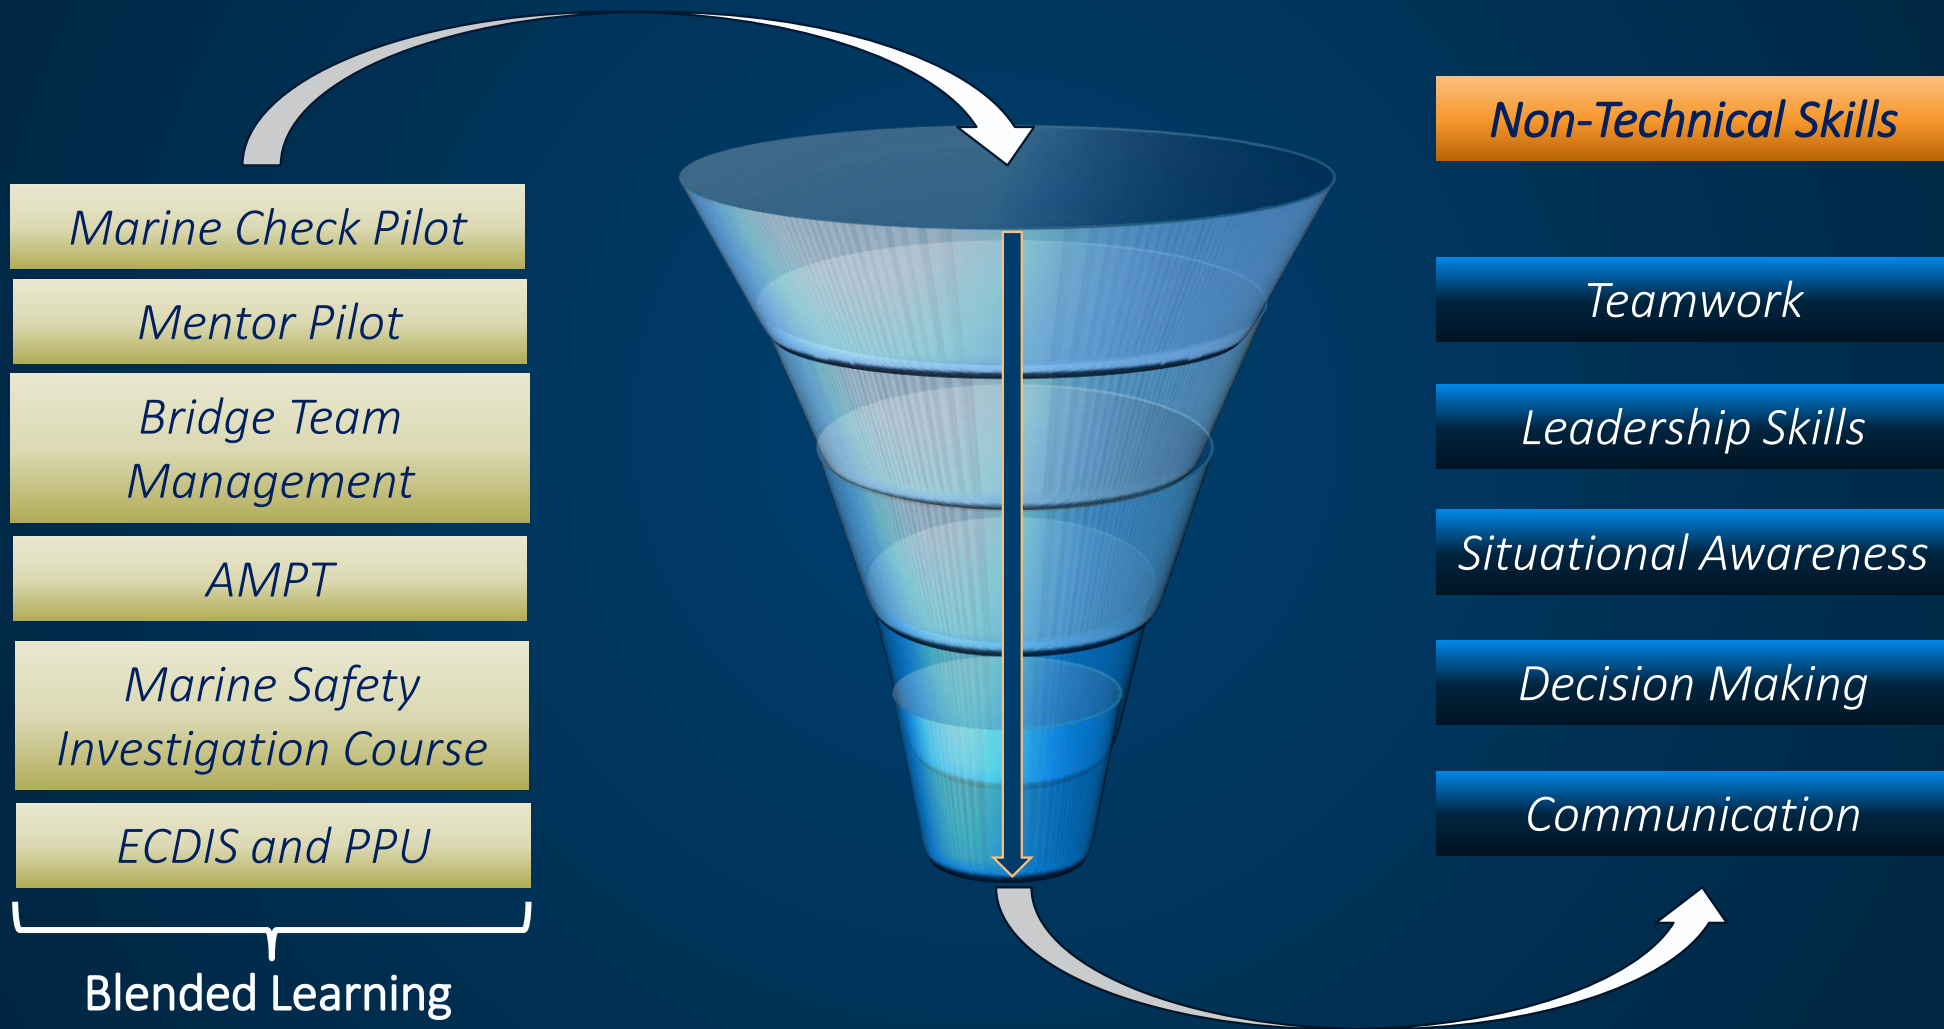 Marine Check Pilot
Mentor Pilot
Bridge Team
Management
AMPT
Marine Safety
Investigation Course
ECDIS and PPU
Blended Learning
Non-Technical Skills
Teamwork
Leadership Skills
Situational Awareness
Decision Making
Communication